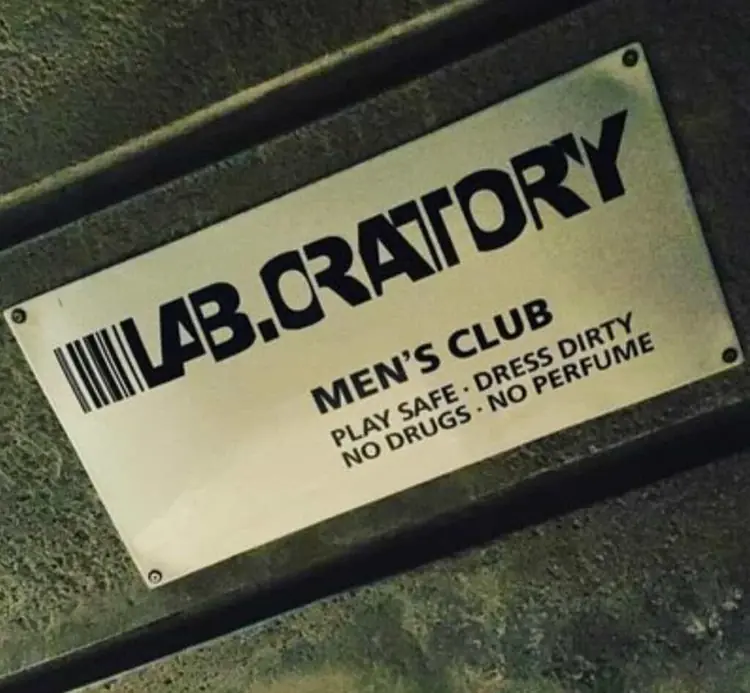 LAB.ORATORY
MEN'S CLUB
PLAY SAFE · DRESS DIRTY
NO DRUGS · NO PERFUME